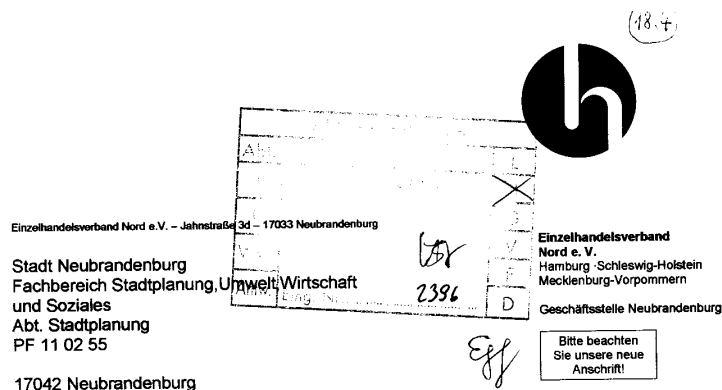 (18.7)
Einzelhandelsverband Nord e.V. – Jahnstraße 3d – 17033 Neubrandenburg
Stadt Neubrandenburg
Fachbereich Stadtplanung,Umwelt,Wirtschaft
und Soziales
Abt. Stadtplanung
PF 11 02 55
17042 Neubrandenburg
2396
D
Einzelhandelsverband
Nord e. V.
Hamburg ·Schleswig-Holstein
Mecklenburg-Vorpommern
Geschäftsstelle Neubrandenburg
Bitte beachten
Sie unsere neue
Anschrift!